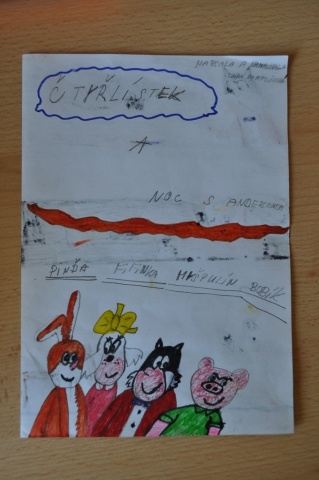 ČTYŘLÍSTEK
A
NOC S ANDERSENEM
PINĎA FIFINKA MYŠPULÍN BOBÍK